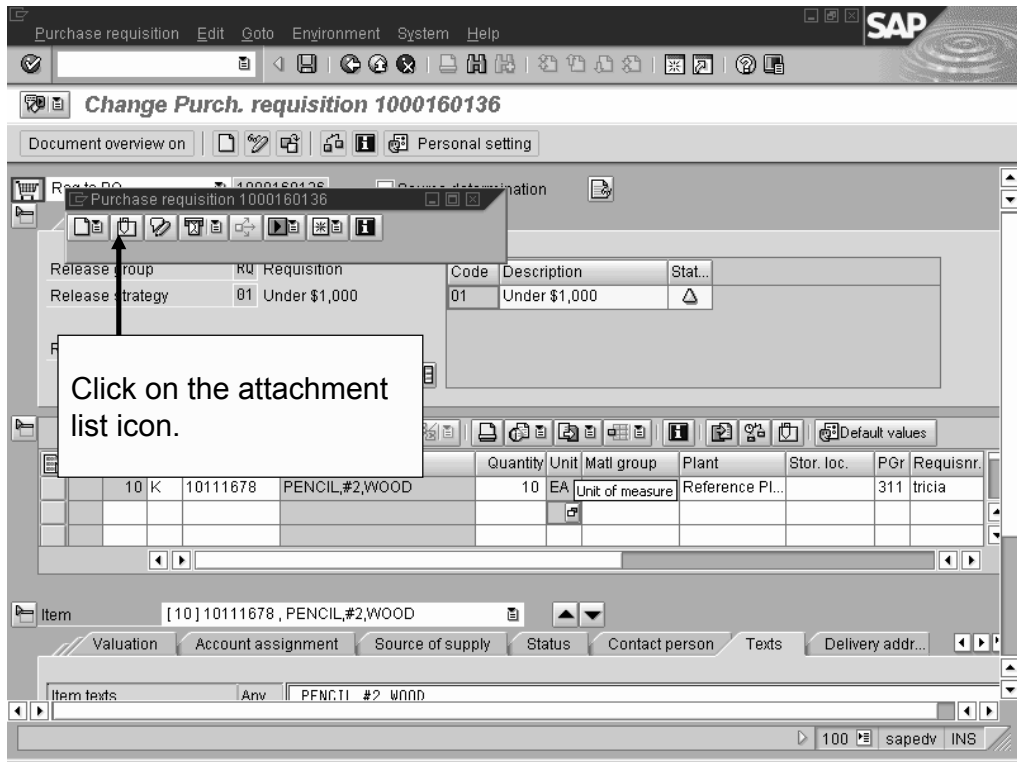 Purchase requisition Edit Goto Environment System Help
SAP
Change Purch. requisition 1000160136
Document overview on Personal setting
Purchase requisition 1000160136
Release group RQ Requisition Code Description Stat...
Release strategy 01 Under $1,000 01 Under $1,000
Click on the attachment
list icon.
Default values
Quantity Unit Matl group Plant Stor. loc. PGr Requisnr.
10 K 10111678 PENCIL,#2,WOOD 10 EA Unit of measure Reference Pl... 311 tricia
Item [10] 10111678 , PENCIL,#2,WOOD
Valuation Account assignment Source of supply Status Contact person Texts Delivery addr...
Item texts Any PENCIL #2 WOOD
100 sapedv INS